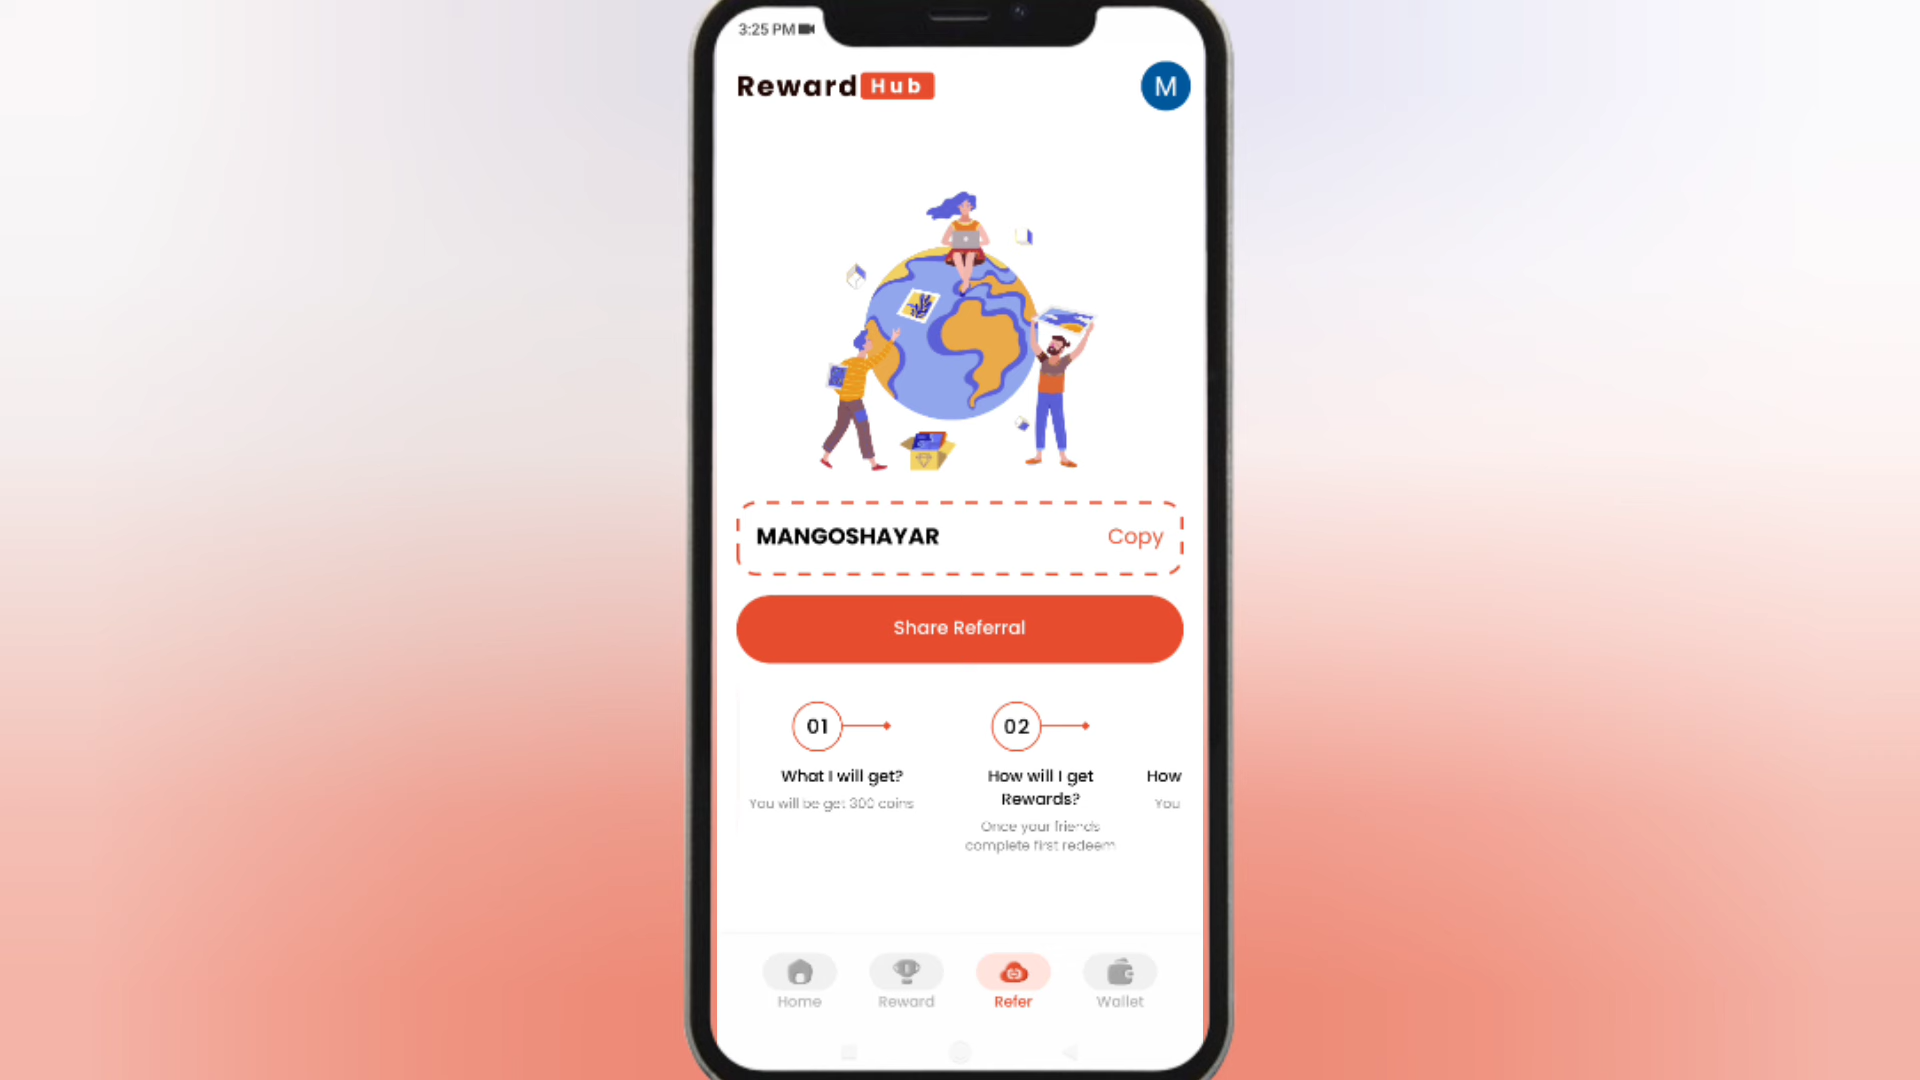 3:25 PM
Reward Hub
M
MANGOSHAYAR
Copy
Share Referral
01
02
What I will get?
You will be get 300 coins
How will I get
Rewards?
Once your friends
complete first redeem
How
You
Home
Reward
Refer
Wallet